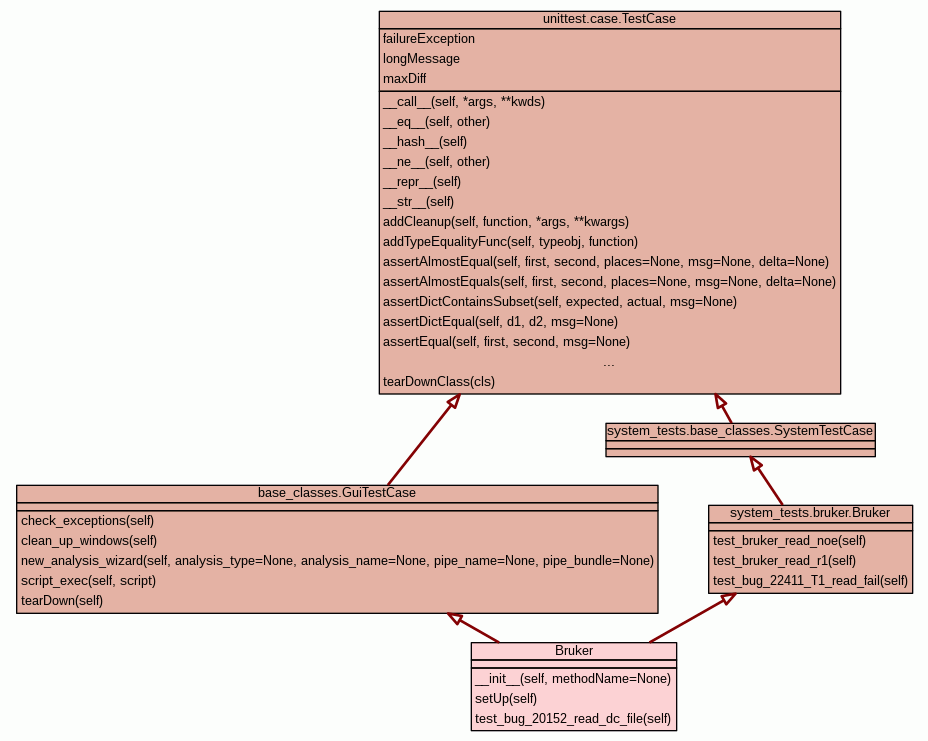 unittest.case.TestCase
failureException
longMessage
maxDiff
__call__(self, *args, **kwds)
__eq__(self, other)
__hash__(self)
__ne__(self, other)
__repr__(self)
__str__(self)
addCleanup(self, function, *args, **kwargs)
addTypeEqualityFunc(self, typeobj, function)
assertAlmostEqual(self, first, second, places=None, msg=None, delta=None)
assertAlmostEquals(self, first, second, places=None, msg=None, delta=None)
assertDictContainsSubset(self, expected, actual, msg=None)
assertDictEqual(self, d1, d2, msg=None)
assertEqual(self, first, second, msg=None)
...
tearDownClass(cls)
system_tests.base_classes.SystemTestCase
base_classes.GuiTestCase
check_exceptions(self)
clean_up_windows(self)
new_analysis_wizard(self, analysis_type=None, analysis_name=None, pipe_name=None, pipe_bundle=None)
script_exec(self, script)
tearDown(self)
system_tests.bruker.Bruker
test_bruker_read_noe(self)
test_bruker_read_r1(self)
test_bug_22411_T1_read_fail(self)
Bruker
__init__(self, methodName=None)
setUp(self)
test_bug_20152_read_dc_file(self)